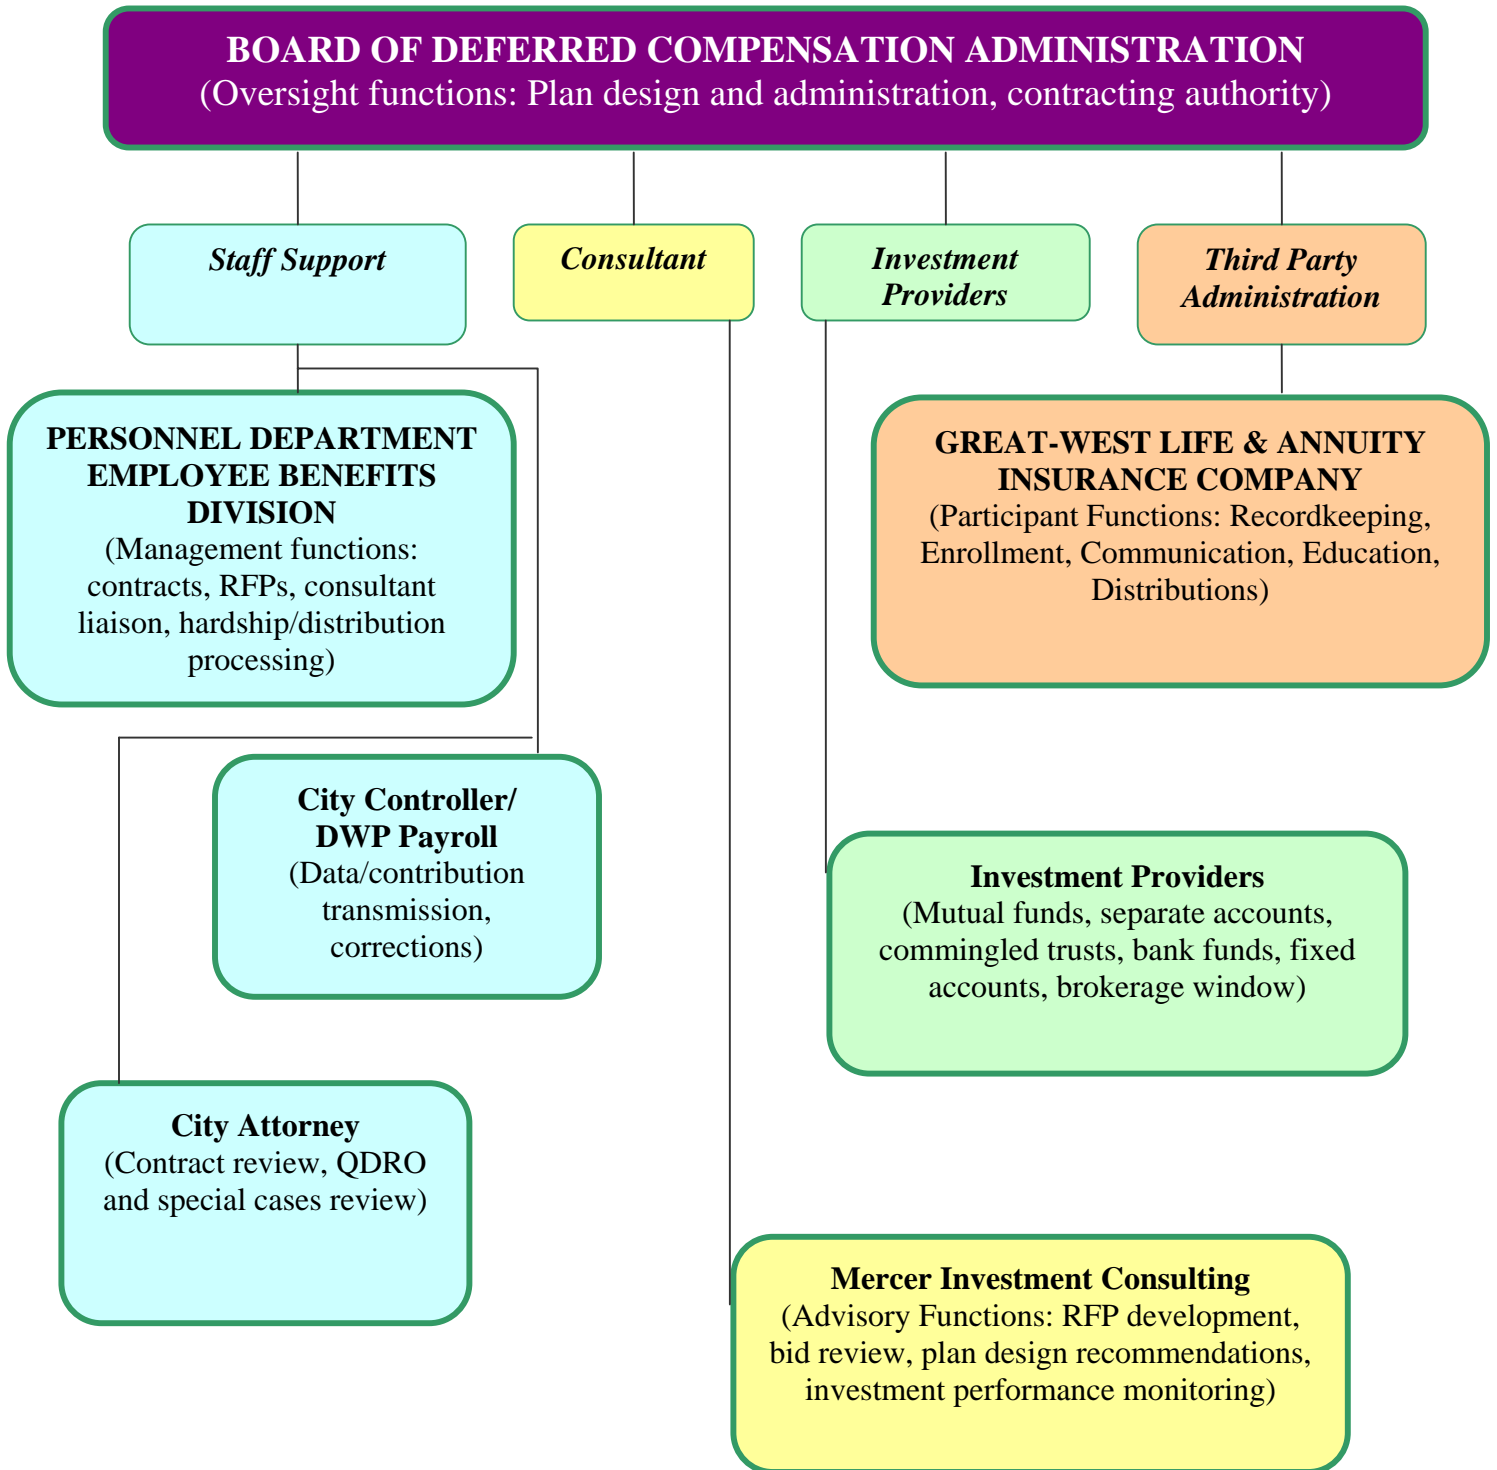 BOARD OF DEFERRED COMPENSATION ADMINISTRATION
(Oversight functions: Plan design and administration, contracting authority)
Staff Support
Consultant
Investment
Providers
Third Party
Administration
PERSONNEL DEPARTMENT
EMPLOYEE BENEFITS
DIVISION
(Management functions:
contracts, RFPs, consultant
liaison, hardship/distribution
processing)
GREAT-WEST LIFE & ANNUITY
INSURANCE COMPANY
(Participant Functions: Recordkeeping,
Enrollment, Communication, Education,
Distributions)
City Controller/
DWP Payroll
(Data/contribution
transmission,
corrections)
Investment Providers
(Mutual funds, separate accounts,
commingled trusts, bank funds, fixed
accounts, brokerage window)
City Attorney
(Contract review, QDRO
and special cases review)
Mercer Investment Consulting
(Advisory Functions: RFP development,
bid review, plan design recommendations,
investment performance monitoring)